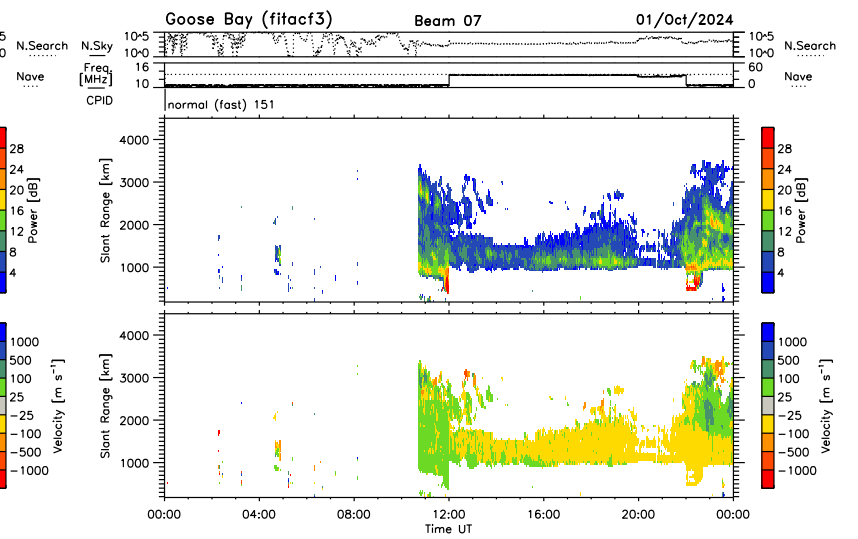 Goose Bay (fitacf3) Beam 07 01/Oct/2024
5 N.Search N.Sky 10^5 10^5 N.Search
0 10^0 10^0
Nave Freq. [MHz] 16 60 Nave
10 0
CPID normal (fast) 151
4000
3000
2000
1000
Slant Range [km]
28 28
24 24
20 20
16 16
12 12
8 8
4 4
Power [dB] Power [dB]
4000
3000
2000
1000
Slant Range [km]
1000 1000
500 500
100 100
25 25
−25 −25
−100 −100
−500 −500
−1000 −1000
Velocity [m s⁻¹] Velocity [m s⁻¹]
00:00 04:00 08:00 12:00 16:00 20:00 00:00
Time UT